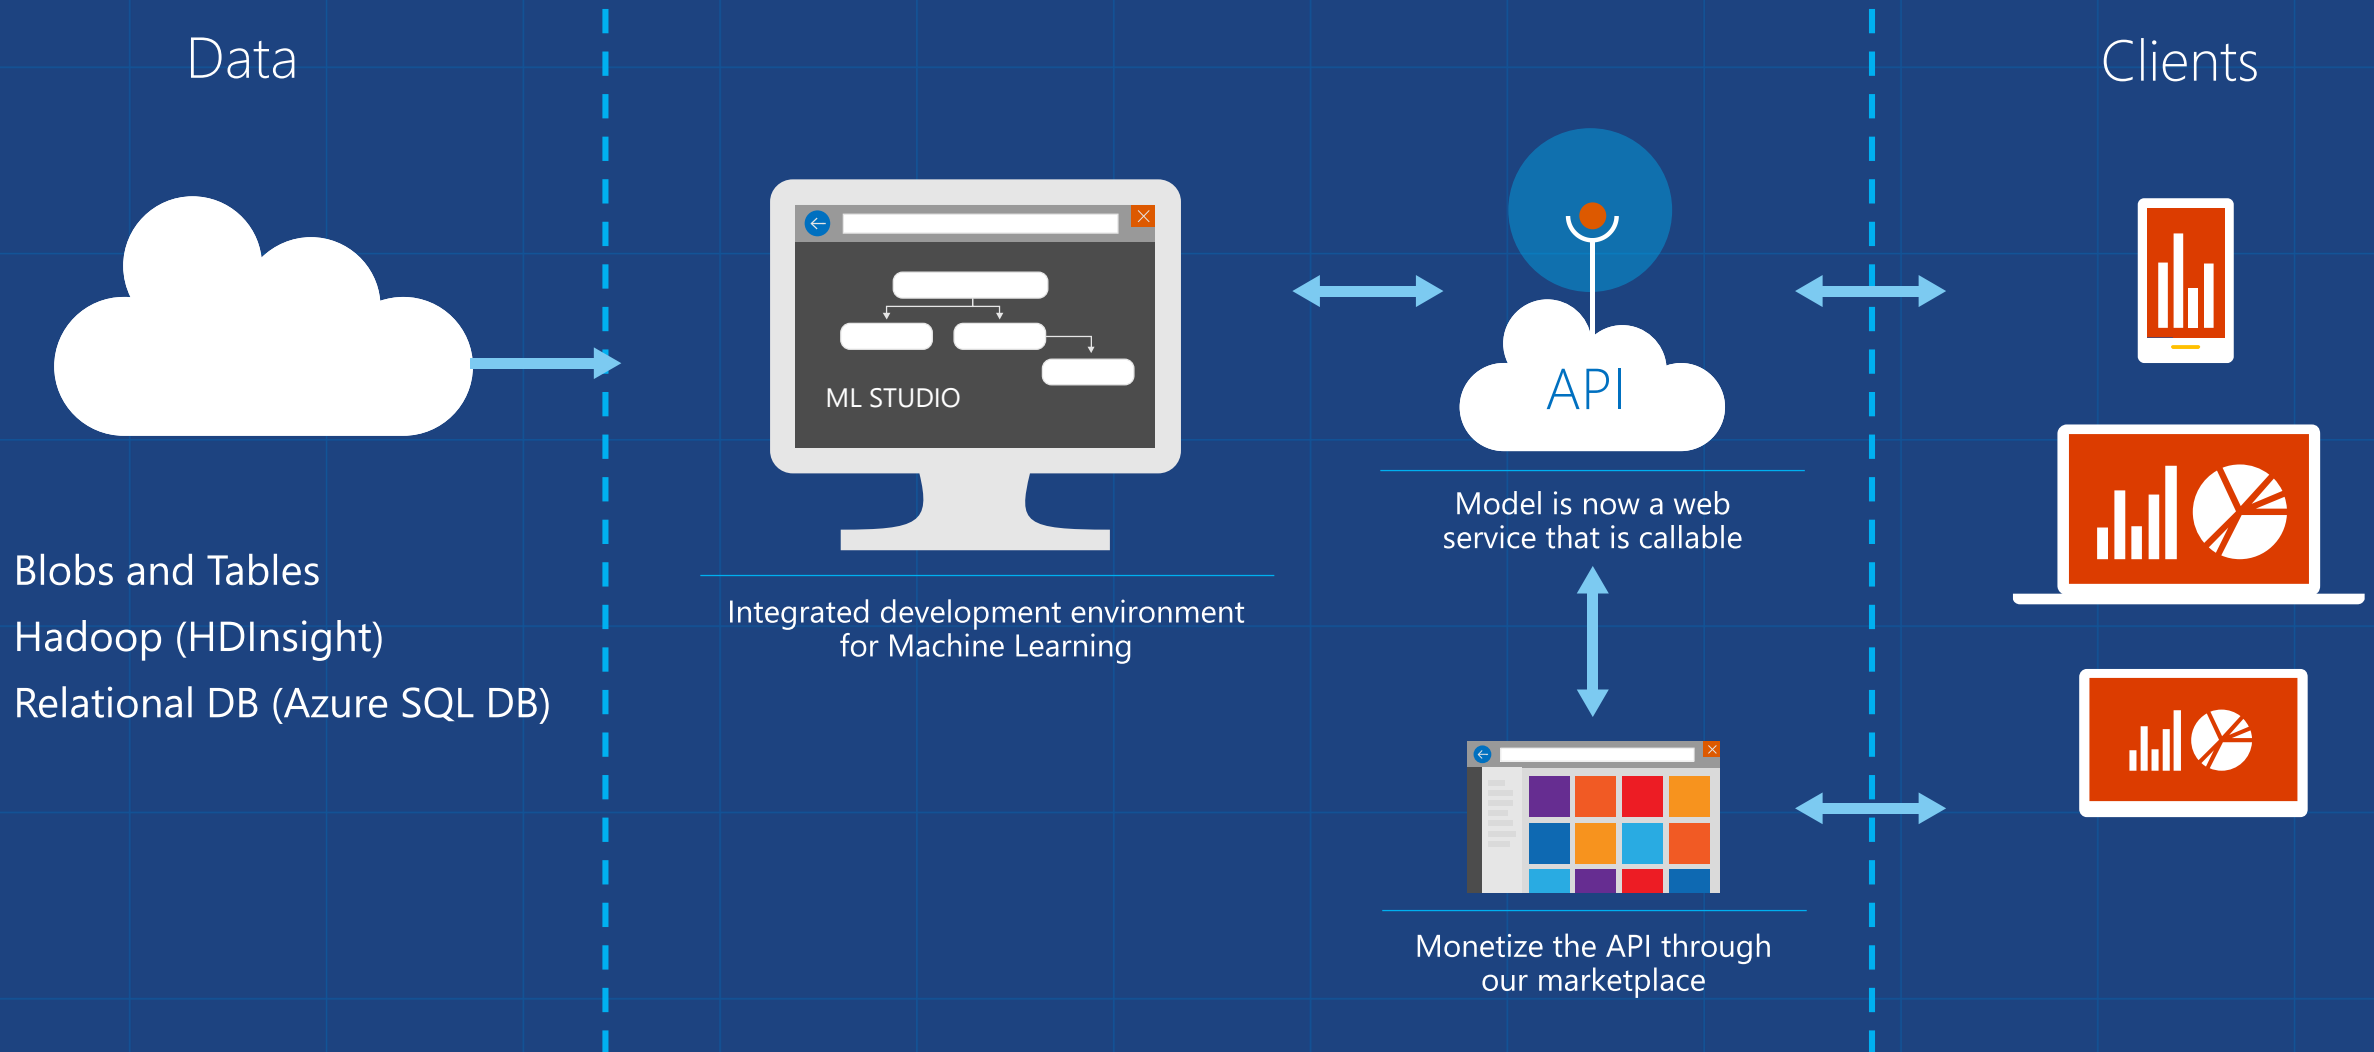 Data
Clients
ML STUDIO
API
Model is now a web
service that is callable
Blobs and Tables
Hadoop (HDInsight)
Relational DB (Azure SQL DB)
Integrated development environment
for Machine Learning
Monetize the API through
our marketplace